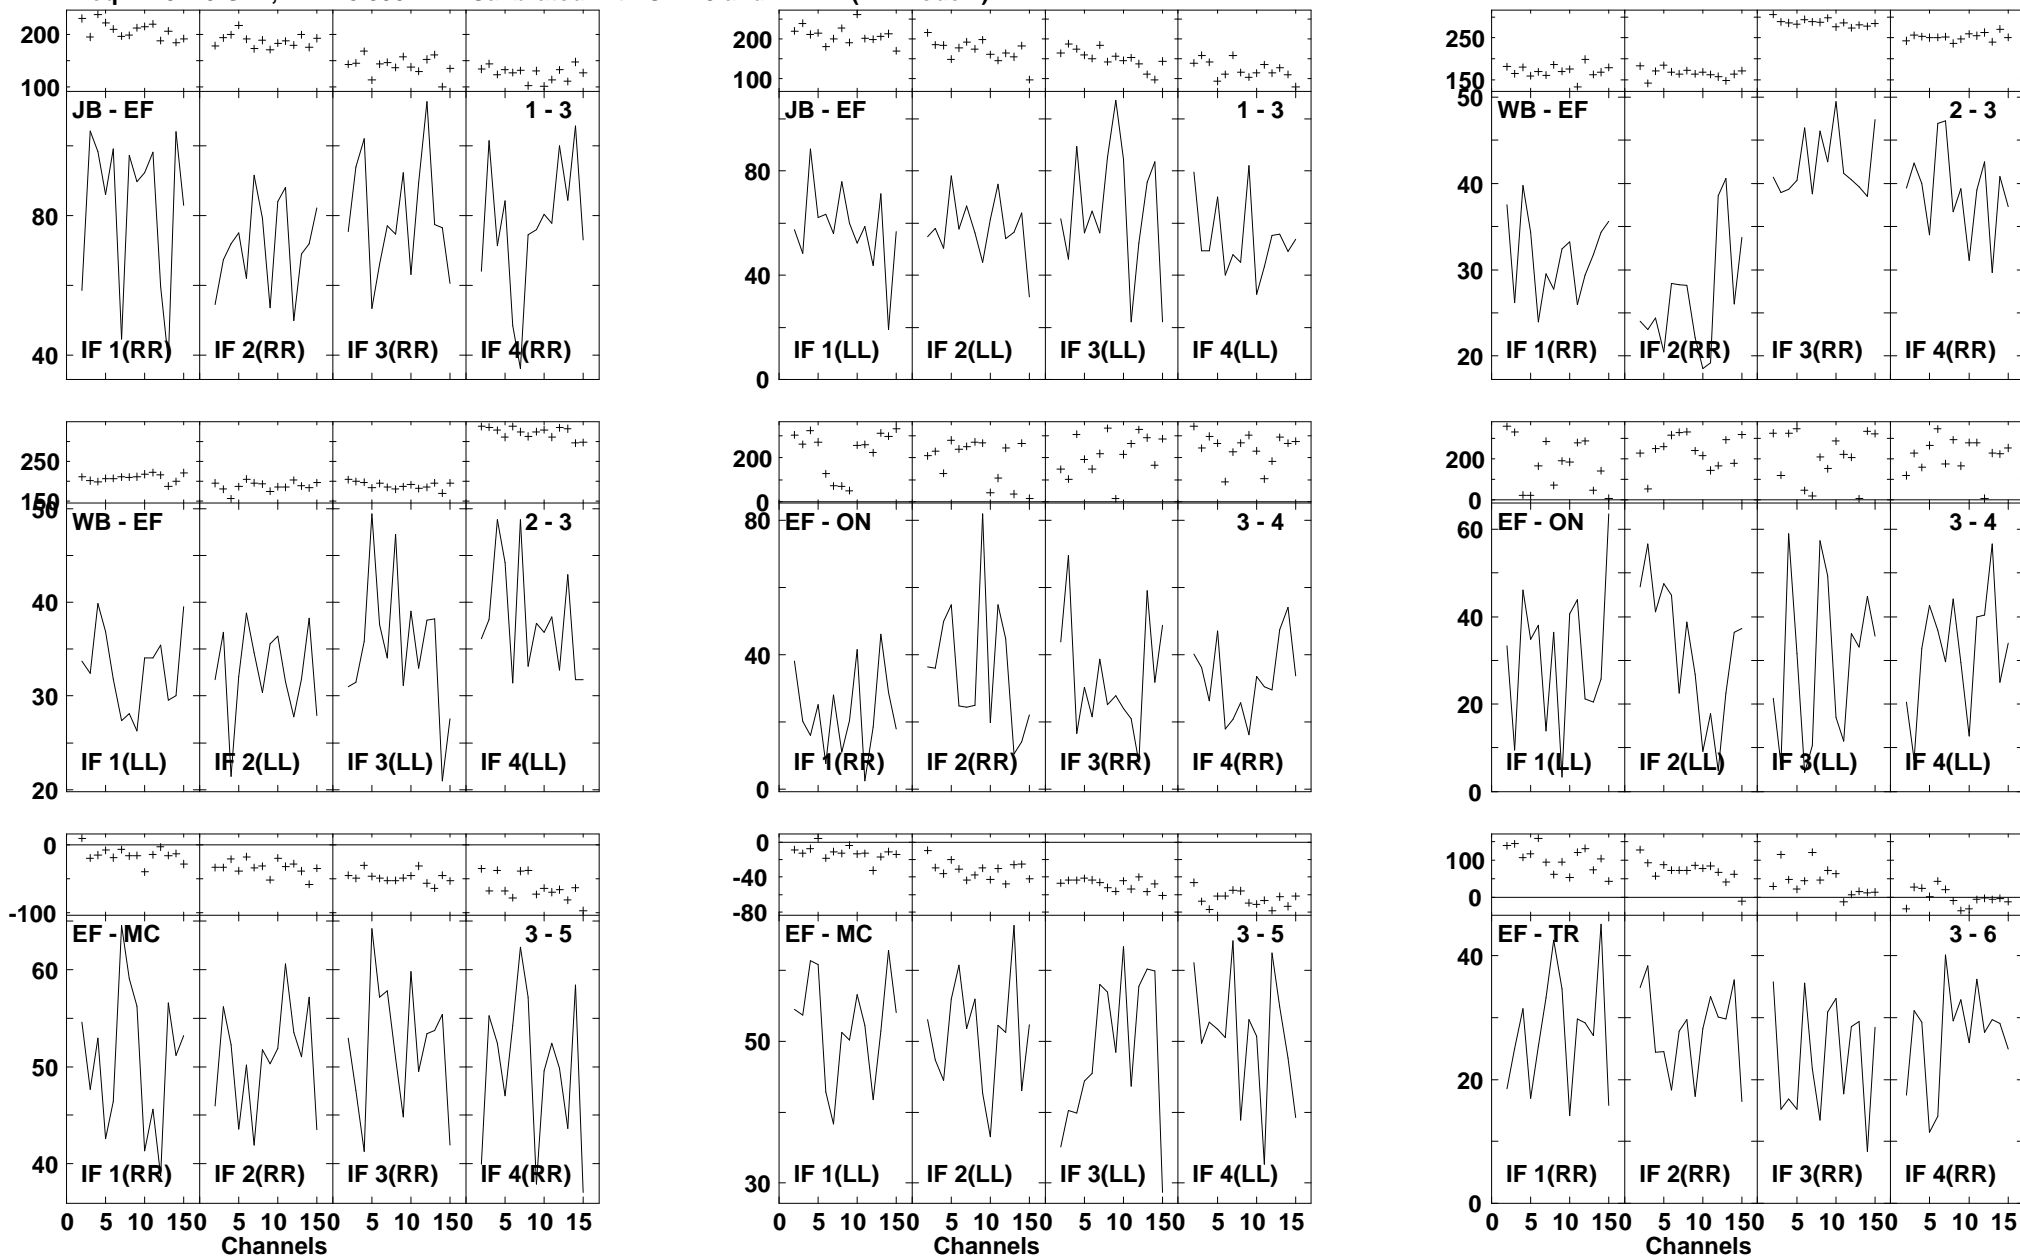 200
100
JB - EF
1 - 3
80
40
IF 1(RR)
IF 2(RR)
IF 3(RR)
IF 4(RR)
200
100
JB - EF
1 - 3
80
40
0
IF 1(LL)
IF 2(LL)
IF 3(LL)
IF 4(LL)
250
150
50
WB - EF
2 - 3
40
30
20
IF 1(RR)
IF 2(RR)
IF 3(RR)
IF 4(RR)
250
150
50
WB - EF
2 - 3
40
30
20
IF 1(LL)
IF 2(LL)
IF 3(LL)
IF 4(LL)
200
0
80
EF - ON
3 - 4
40
0
IF 1(RR)
IF 2(RR)
IF 3(RR)
IF 4(RR)
200
0
60
EF - ON
3 - 4
40
20
0
IF 1(LL)
IF 2(LL)
IF 3(LL)
IF 4(LL)
0
-100
EF - MC
3 - 5
60
50
40
IF 1(RR)
IF 2(RR)
IF 3(RR)
IF 4(RR)
0 5 10 150 5 10 150 5 10 150 5 10 15
Channels
0
-40
-80
EF - MC
3 - 5
50
30
IF 1(LL)
IF 2(LL)
IF 3(LL)
IF 4(LL)
0 5 10 150 5 10 150 5 10 150 5 10 15
Channels
100
0
EF - TR
3 - 6
40
20
0
IF 1(RR)
IF 2(RR)
IF 3(RR)
IF 4(RR)
0 5 10 150 5 10 150 5 10 150 5 10 15
Channels